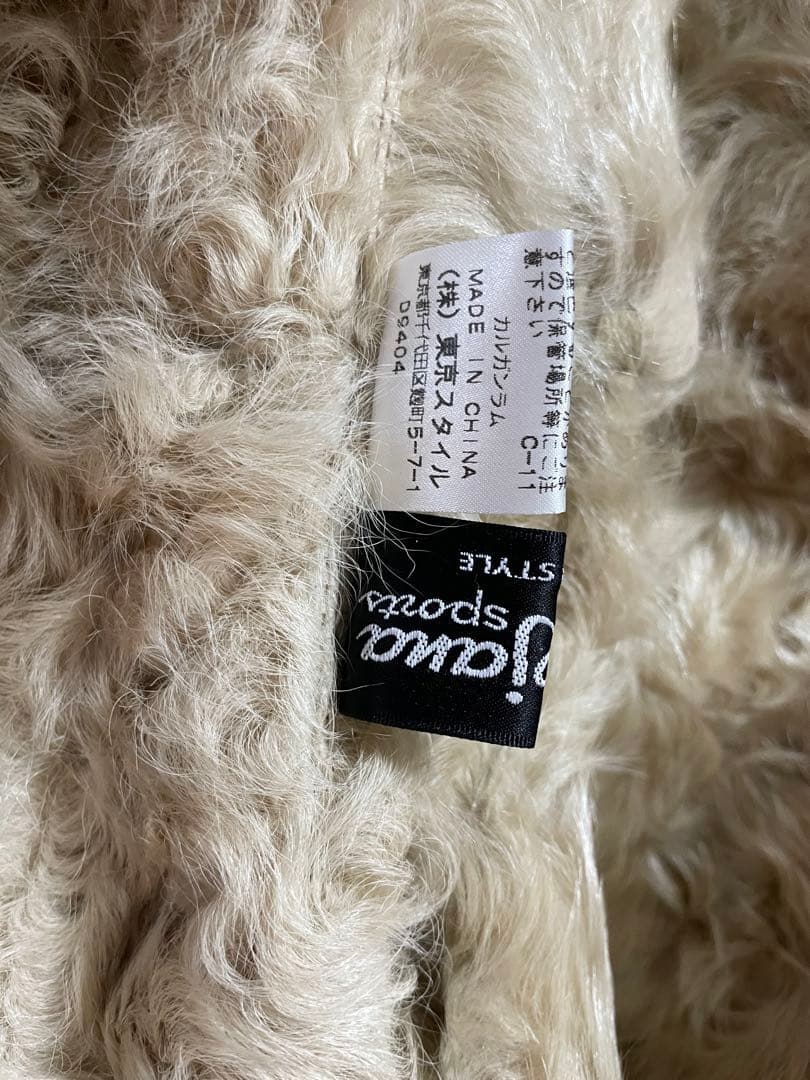 すので保管場所等にご注
意下さい
C-11
カルガンラム
MADE IN CHINA
(株)東京スタイル
東京都千代田区麹町5-7-1
D9404
STYLE
jana
sports